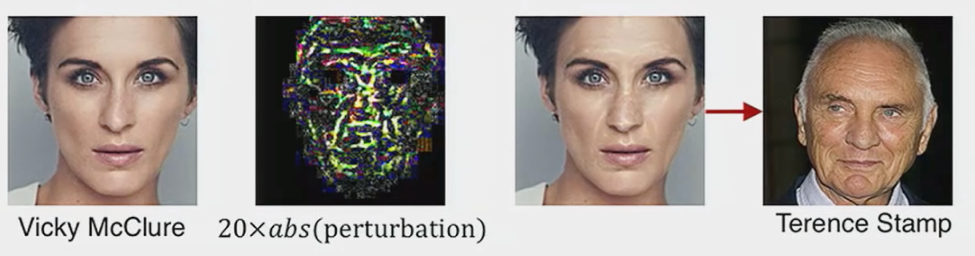 Vicky McClure
20×abs(perturbation)
Terence Stamp